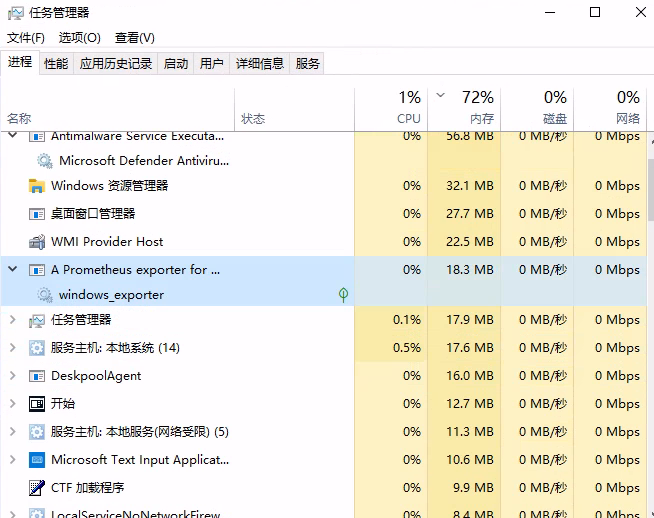 任务管理器
文件(F) 选项(O) 查看(V)
进程 性能 应用历史记录 启动 用户 详细信息 服务
1% 72% 0% 0%
名称 状态 CPU 内存 磁盘 网络
Antimalware Service Executa... 0% 56.8 MB 0 MB/秒 0 Mbps
Microsoft Defender Antiviru...
Windows 资源管理器 0% 32.1 MB 0 MB/秒 0 Mbps
桌面窗口管理器 0% 27.7 MB 0 MB/秒 0 Mbps
WMI Provider Host 0% 22.5 MB 0 MB/秒 0 Mbps
A Prometheus exporter for ... 0% 18.3 MB 0 MB/秒 0 Mbps
windows_exporter
任务管理器 0.1% 17.9 MB 0 MB/秒 0 Mbps
服务主机: 本地系统 (14) 0.5% 17.6 MB 0 MB/秒 0 Mbps
DeskpoolAgent 0% 16.0 MB 0 MB/秒 0 Mbps
开始 0% 12.7 MB 0 MB/秒 0 Mbps
服务主机: 本地服务(网络受限) (5) 0% 11.3 MB 0 MB/秒 0 Mbps
Microsoft Text Input Applicat... 0% 10.6 MB 0 MB/秒 0 Mbps
CTF 加载程序 0% 9.9 MB 0 MB/秒 0 Mbps
LocalServiceNoNetworkFirew... 0% 8.4 MB 0 MB/秒 0 Mbps